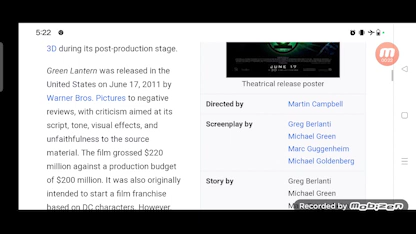 5:22
3D during its post-production stage.
Green Lantern was released in the
United States on June 17, 2011 by
Warner Bros. Pictures to negative
reviews, with criticism aimed at its
script, tone, visual effects, and
unfaithfulness to the source
material. The film grossed $220
million against a production budget
of $200 million. It was also originally
intended to start a film franchise
based on DC characters. However,
JUNE 17
Theatrical release poster
Directed by
Martin Campbell
Screenplay by
Greg Berlanti
Michael Green
Marc Guggenheim
Michael Goldenberg
Story by
Greg Berlanti
Michael Green
Recorded by Mobizen